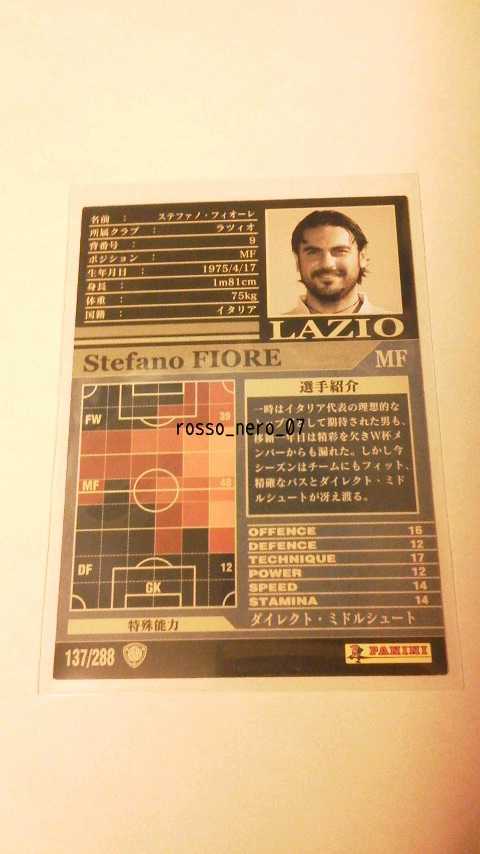 名前 : ステファノ・フィオーレ
所属クラブ : ラツィオ
背番号 : 9
ポジション : MF
生年月日 : 1975/4/17
身長 : 1m81cm
体重 : 75kg
国籍 : イタリア
LAZIO
Stefano FIORE MF
FW 39
MF 48
DF 12
GK
選手紹介
一時はイタリア代表の理想的な
して期待された男も、
移籍一年目は精彩を欠きW杯メ
ンバーからも漏れた。しかし今
シーズンはチームにもフィット、
精確なパスとダイレクト・ミド
ルシュートが冴え渡る。
rosso_nero_07
OFFENCE 16
DEFENCE 12
TECHNIQUE 17
POWER 12
SPEED 14
STAMINA 14
特殊能力 ダイレクト・ミドルシュート
137/288
PANINI